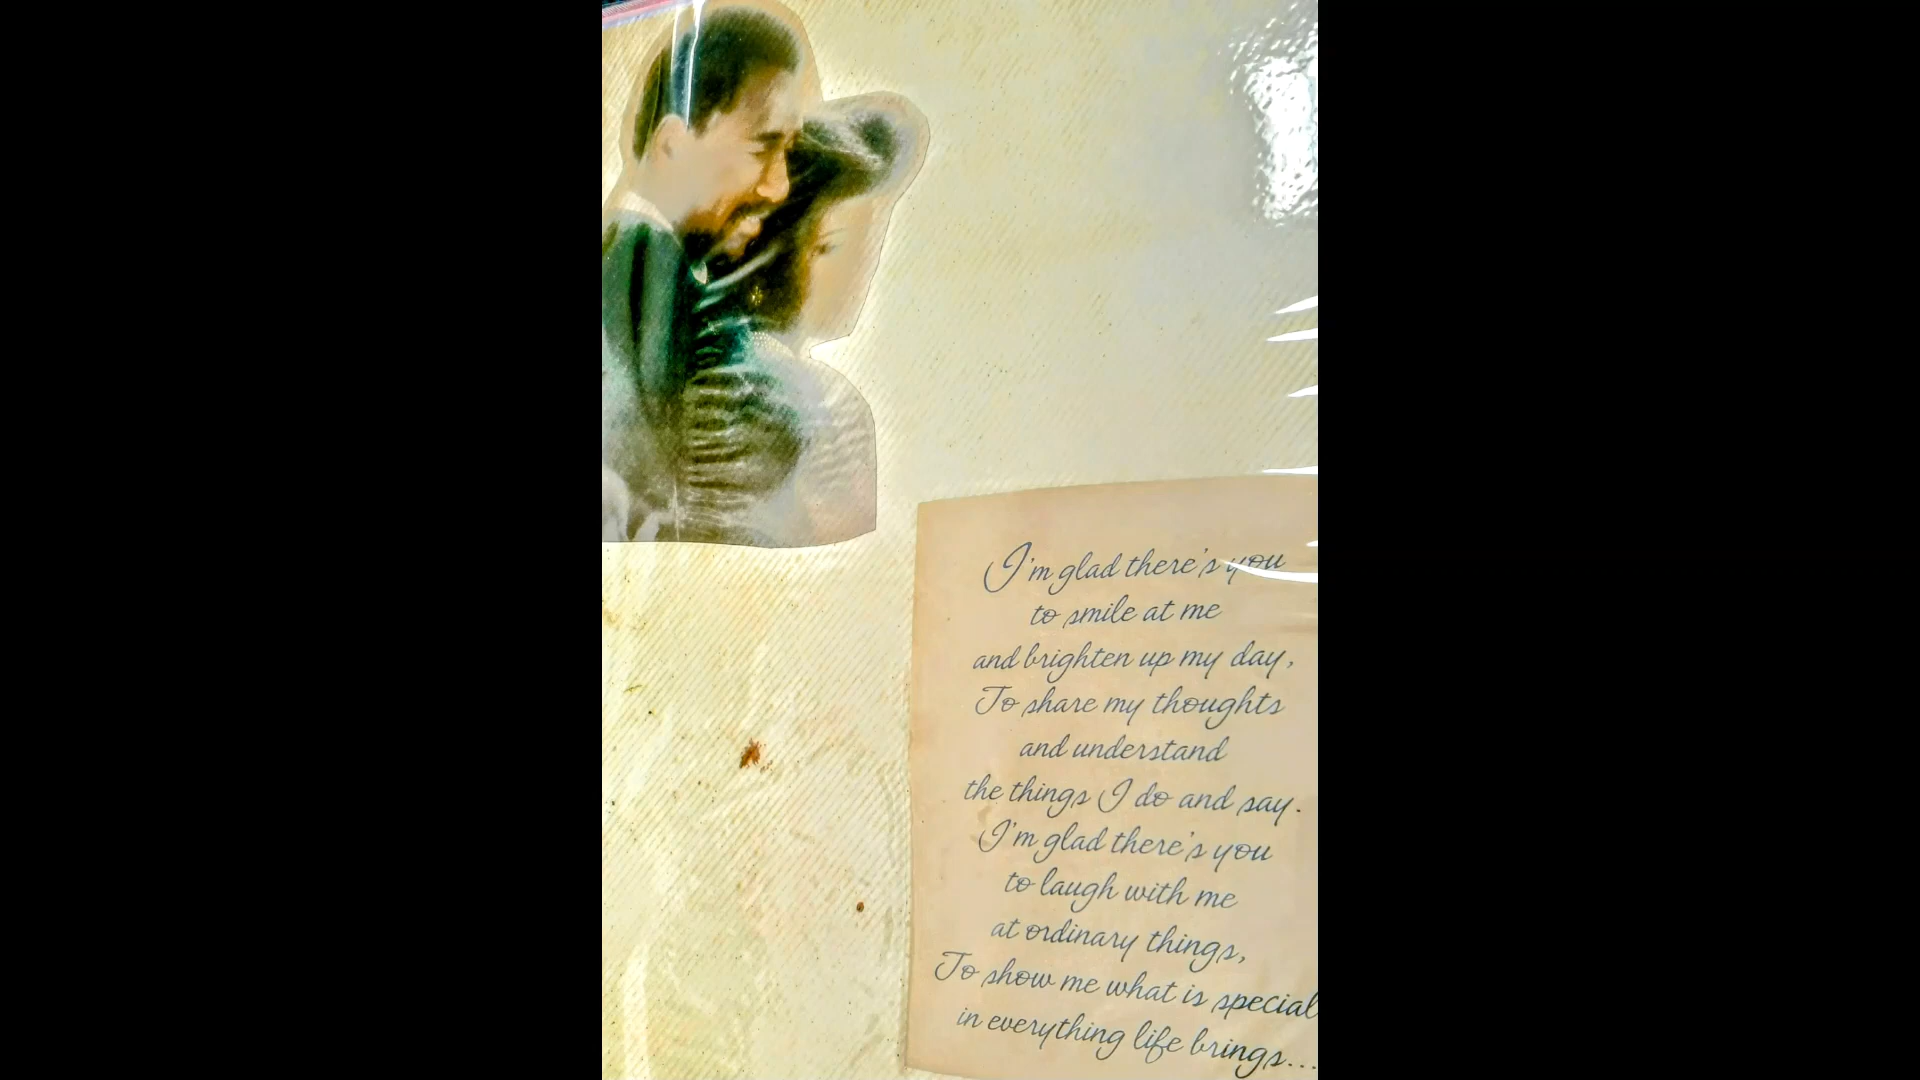 I'm glad there's you
to smile at me
and brighten up my day,
To share my thoughts
and understand
the things I do and say.
I'm glad there's you
to laugh with me
at ordinary things,
To show me what is special
in everything life brings...